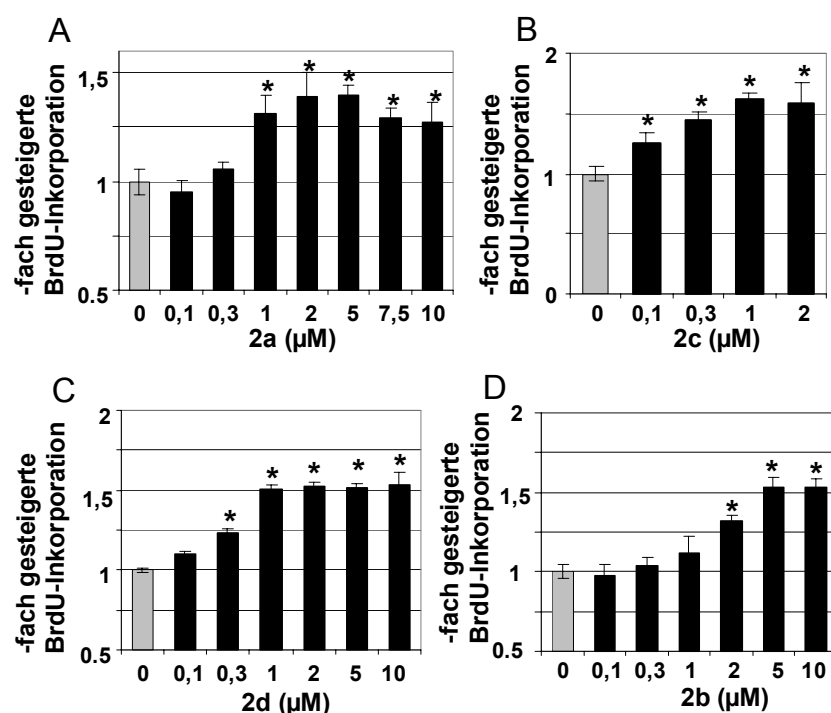 A
-fach gesteigerte
BrdU-Inkorporation
1,5
1
0.5
* * * * *
0 0,1 0,3 1 2 5 7,5 10
2a (µM)
B
-fach gesteigerte
BrdU-Inkorporation
2
1
0
* * * *
0 0,1 0,3 1 2
2c (µM)
C
-fach gesteigerte
BrdU-Inkorporation
2
1,5
1
0.5
* * * * *
0 0,1 0,3 1 2 5 10
2d (µM)
D
-fach gesteigerte
BrdU-Inkorporation
2
1,5
1
0.5
* * *
0 0,1 0,3 1 2 5 10
2b (µM)